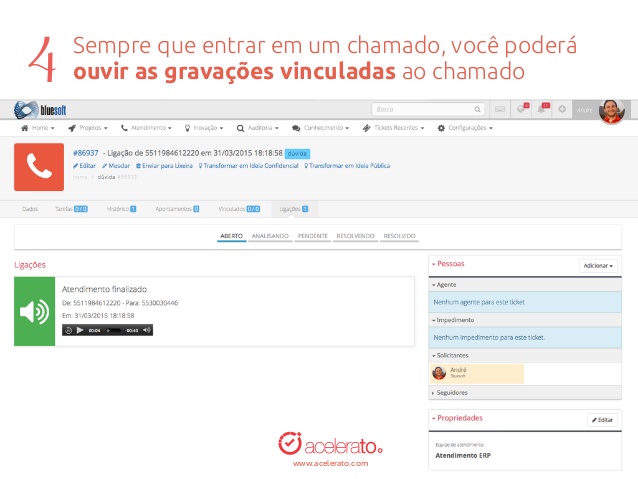 4
Sempre que entrar em um chamado, você poderá
ouvir as gravações vinculadas ao chamado
bluesoft
Busca
Home Projetos Atendimento Inovação Auditoria Conhecimento Tickets Recentes Configurações
#86937 - Ligação de 5511984612220 em 31/03/2015 18:18:58 dúvida
Editar Mesclar Enviar para Lixeira Transformar em Ideia Confidencial Transformar em Ideia Pública
home / dúvida #86937
Dados Tarefas 0 / 0 Histórico 1 Apontamentos 0 Vinculados 0 / 0 Ligações 1
ABERTO ANALISANDO PENDENTE RESOLVENDO RESOLVIDO
Ligações
Atendimento finalizado
De: 5511984612220 - Para: 5530030446
Em: 31/03/2015 18:18:58
00:04 00:40
Pessoas
Adicionar
Agente
Nenhum agente para este ticket
Impedimento
Nenhum impedimento para este ticket.
Solicitantes
André
Bluesoft
Seguidores
Propriedades
Editar
Equipe de atendimento
Atendimento ERP
acelerato
www.acelerato.com